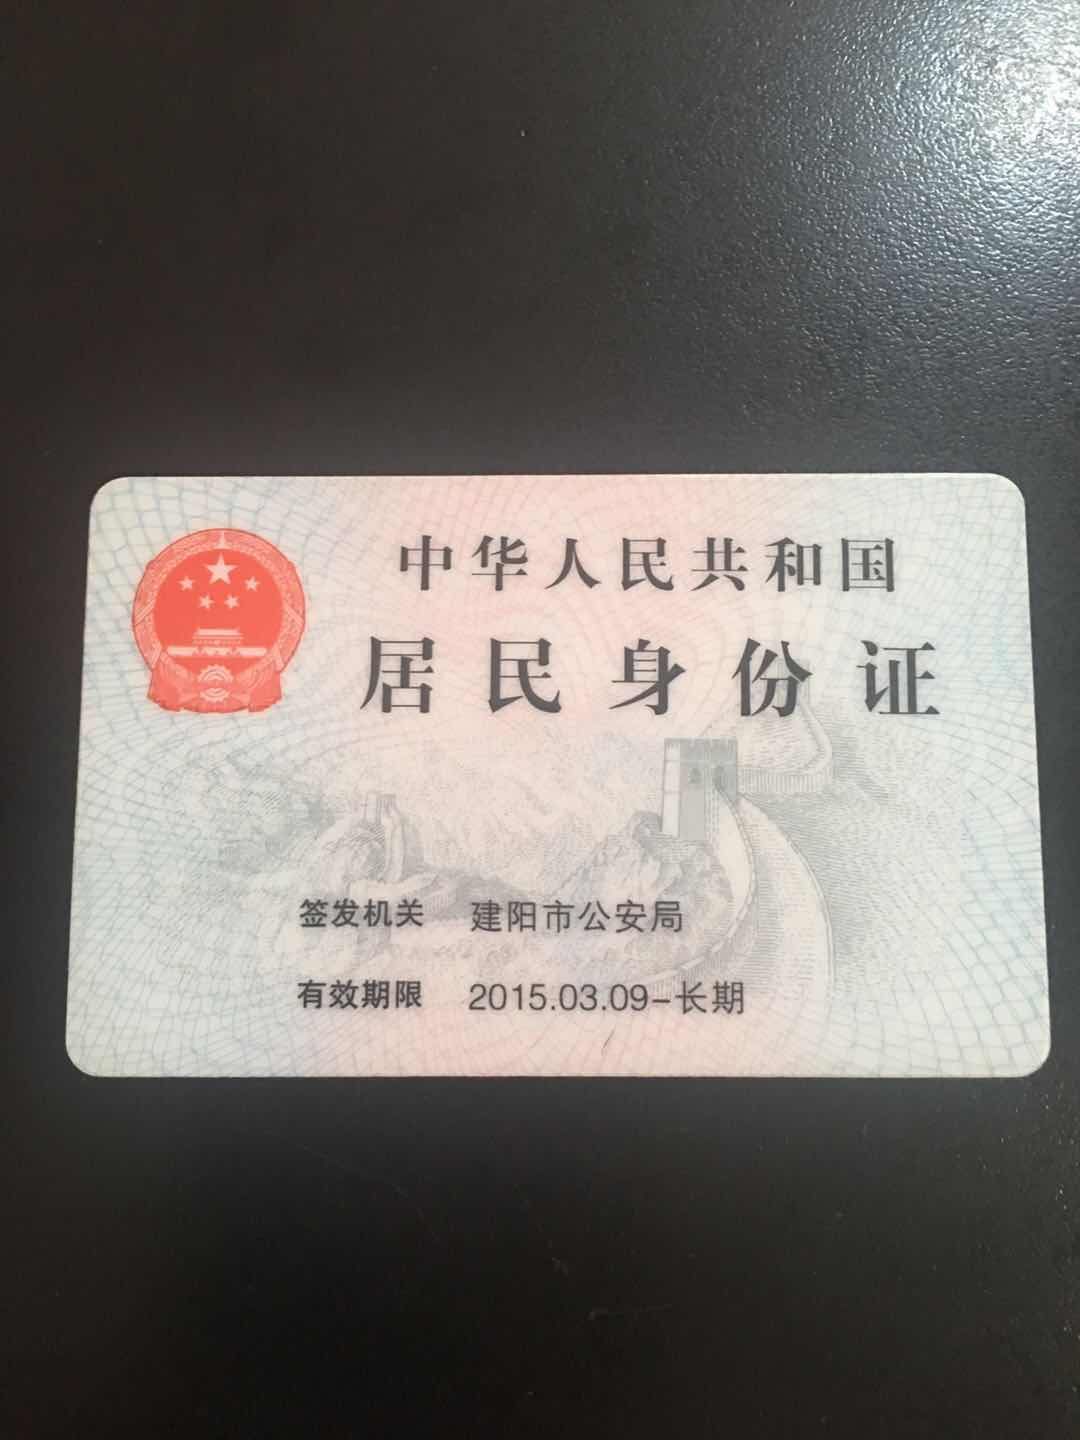 中华人民共和国
居民身份证
签发机关 建阳市公安局
有效期限 2015.03.09-长期